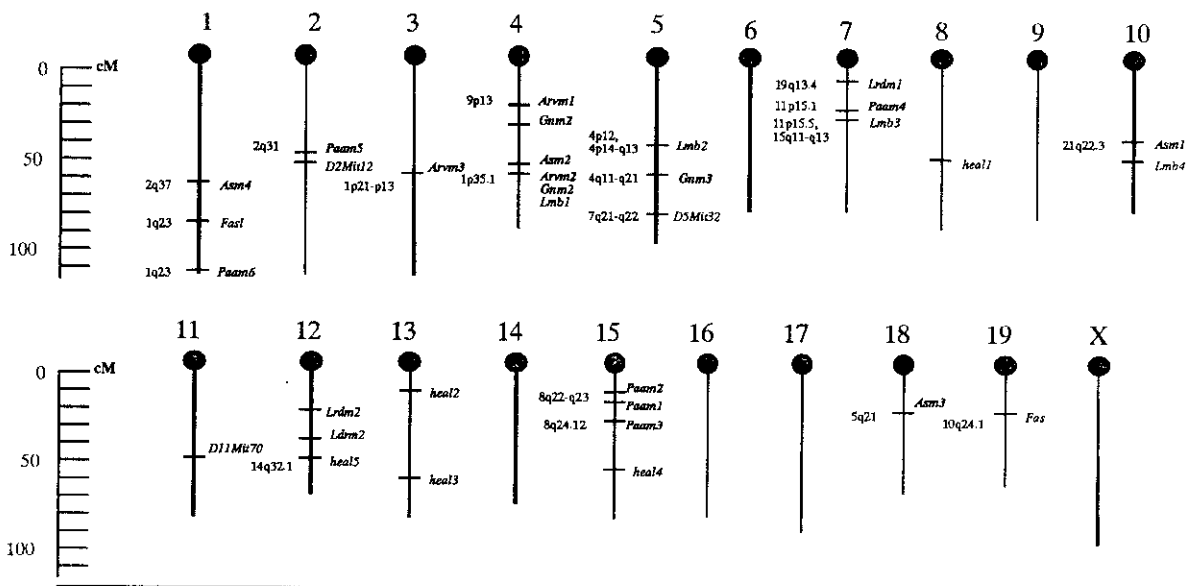 1 2 3 4 5 6 7 8 9 10
0 cM
50
100
2q37 Asm4
1q23 Fasl
1q23 Paam6
2q31 Paam5
D2Mit12
1p21-p13 Arvm3
9p13 Arvm1
Gnm2
Asm2
1p35.1 Arvm2
Gnm2
Lmb1
4p12,
4p14-q13 Lmb2
4q11-q21 Gnm3
7q21-q22 D5Mit32
19q13.4 Lrdm1
11p15.1 Paam4
11p15.5, Lmb3
15q11-q13
heal1
21q22.3 Asm1
Lmb4
11 12 13 14 15 16 17 18 19 X
0 cM
50
100
D11Mit70
Lrdm2
Ldrm2
14q32.1 heal5
heal2
heal3
8q22-q23 Paam2
Paam1
8q24.12 Paam3
heal4
5q21 Asm3
10q24.1 Fas